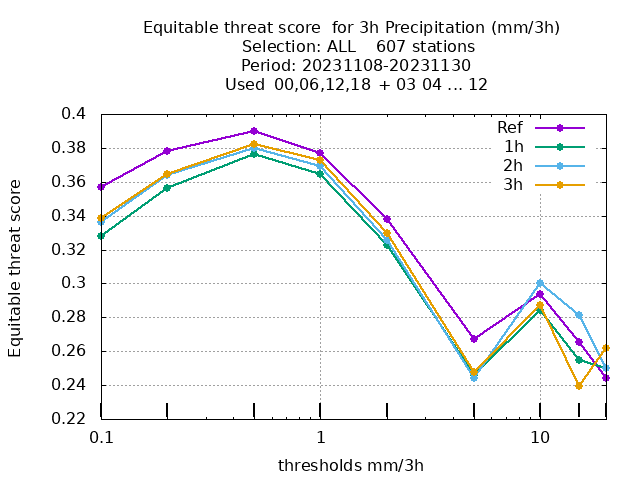 Equitable threat score  for 3h Precipitation (mm/3h)
Selection: ALL    607 stations
Period: 20231108-20231130
Used  00,06,12,18  + 03 04 ... 12
Ref
1h
2h
3h
0.4
0.38
0.36
0.34
0.32
0.3
0.28
0.26
0.24
0.22
Equitable threat score
0.1 1 10
thresholds mm/3h